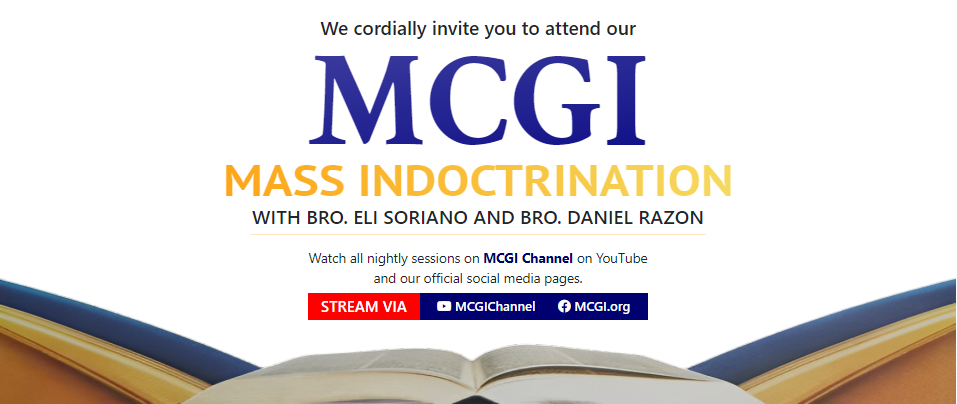 We cordially invite you to attend our
MCGI
MASS INDOCTRINATION
WITH BRO. ELI SORIANO AND BRO. DANIEL RAZON
Watch all nightly sessions on MCGI Channel on YouTube
and our official social media pages.
STREAM VIA MCGIChannel MCGI.org